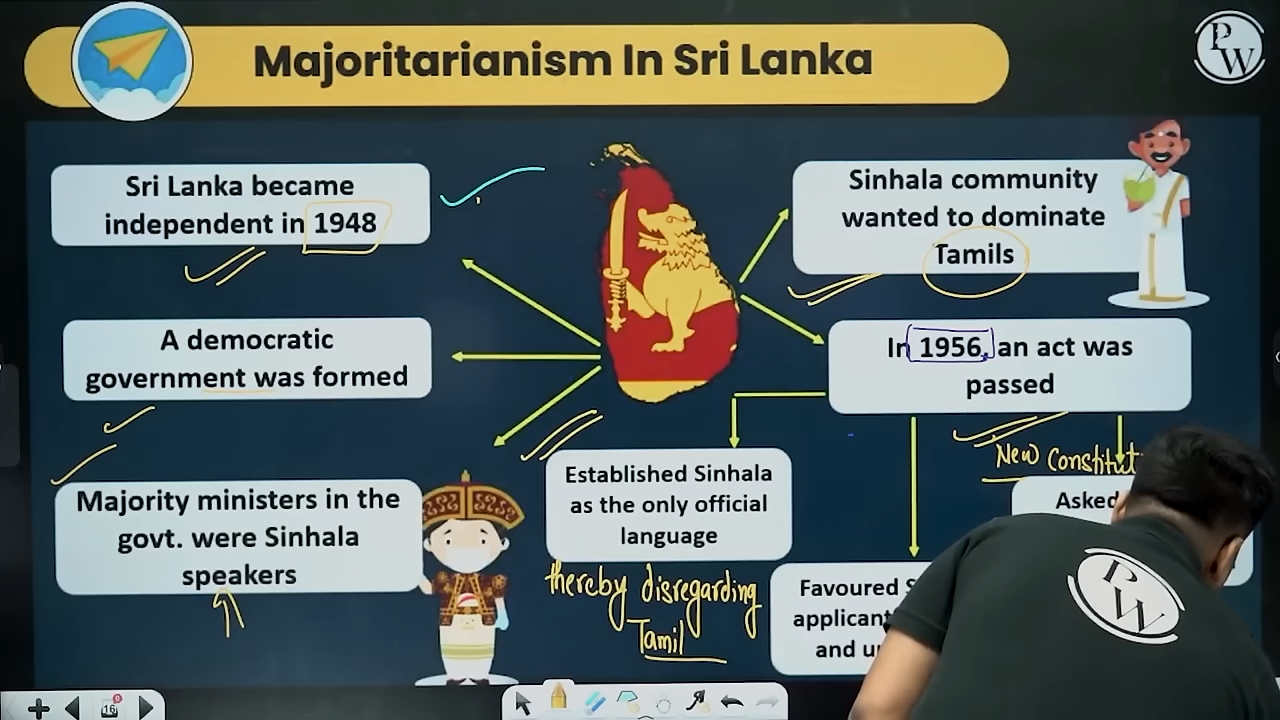 Majoritarianism In Sri Lanka
PW
Sri Lanka became
independent in 1948
A democratic
government was formed
Majority ministers in the
govt. were Sinhala
speakers
Sinhala community
wanted to dominate
Tamils
In 1956, an act was
passed
New
Established Sinhala
as the only official
language
thereby disregarding
Tamil
Asked
Favoured
and
PW
16